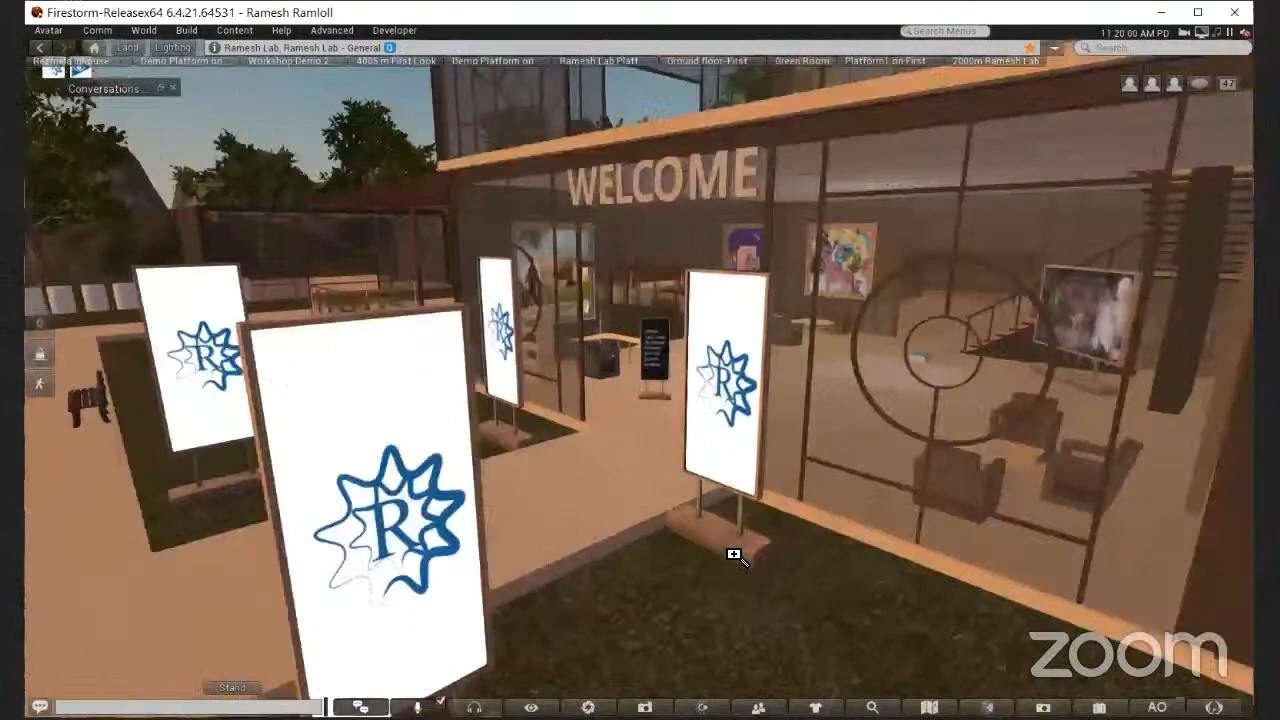 Firestorm-Releasex64 6.4.21.64531 - Ramesh Ramloll
Avatar Comm World Build Content Help Advanced Developer
Search Menus
11:20:00 AM PD
Land Lighting Ramesh Lab, Ramesh Lab - General
Search
Demo Platform on Workshop Demo 2 4005 m First Look Demo Platform on Ramesh Lab Platf Ground floor-First Green Room Platform I on First 2000m Ramesh Lab
Conversations...
47
WELCOME
R
R
R
R
zoom
Stand
AO